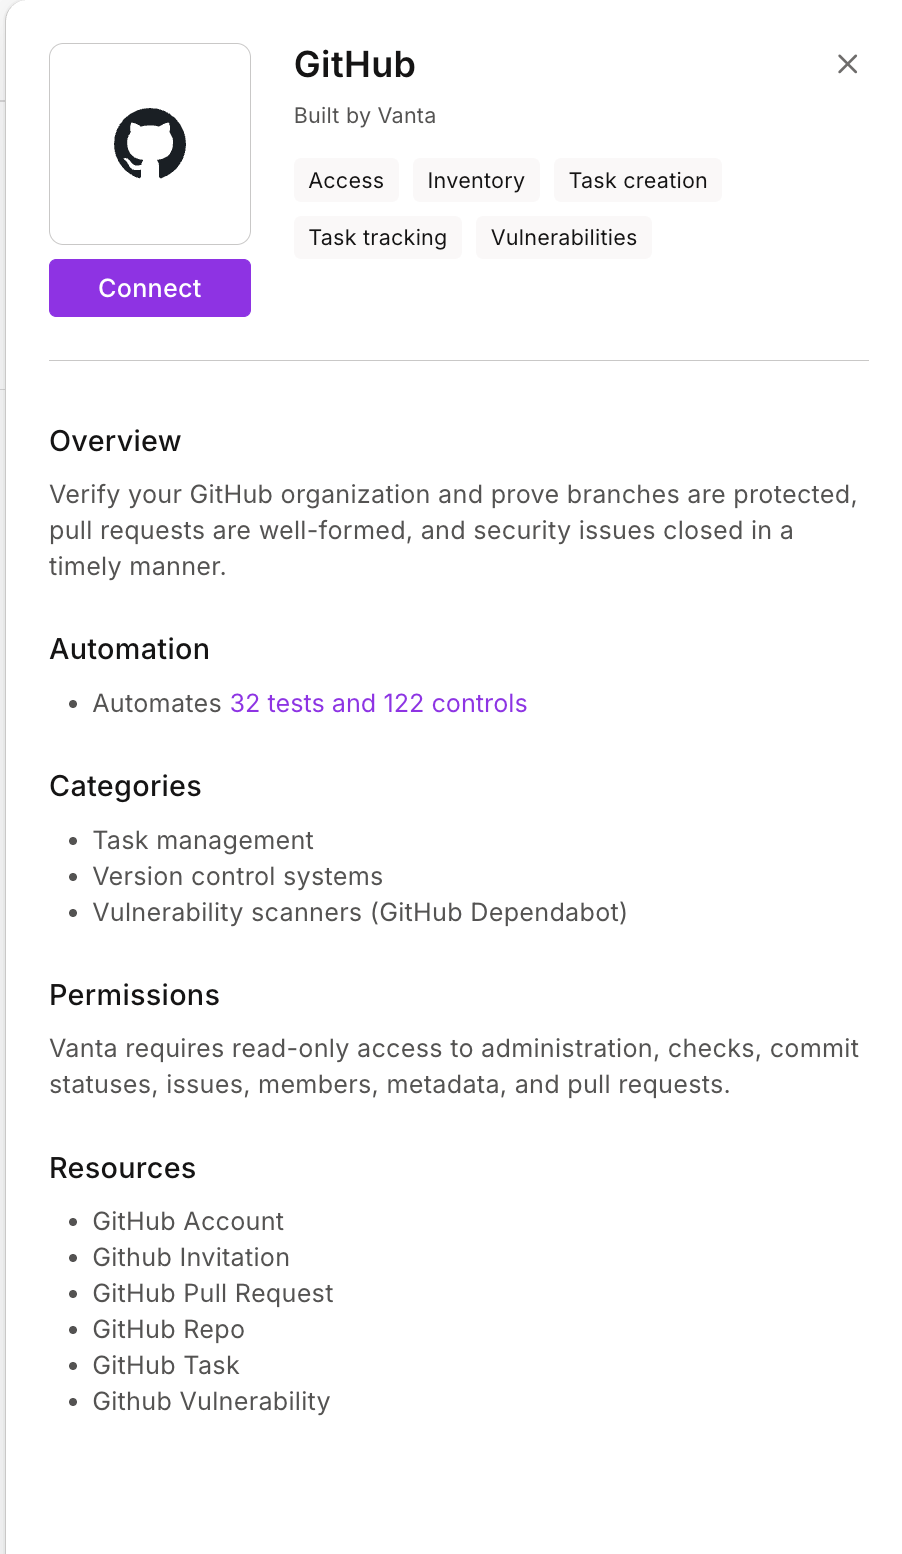 GitHub
Built by Vanta
Access
Inventory
Task creation
Task tracking
Vulnerabilities
Connect
Overview
Verify your GitHub organization and prove branches are protected,
pull requests are well-formed, and security issues closed in a
timely manner.
Automation
• Automates 32 tests and 122 controls
Categories
• Task management
• Version control systems
• Vulnerability scanners (GitHub Dependabot)
Permissions
Vanta requires read-only access to administration, checks, commit
statuses, issues, members, metadata, and pull requests.
Resources
• GitHub Account
• Github Invitation
• GitHub Pull Request
• GitHub Repo
• GitHub Task
• Github Vulnerability